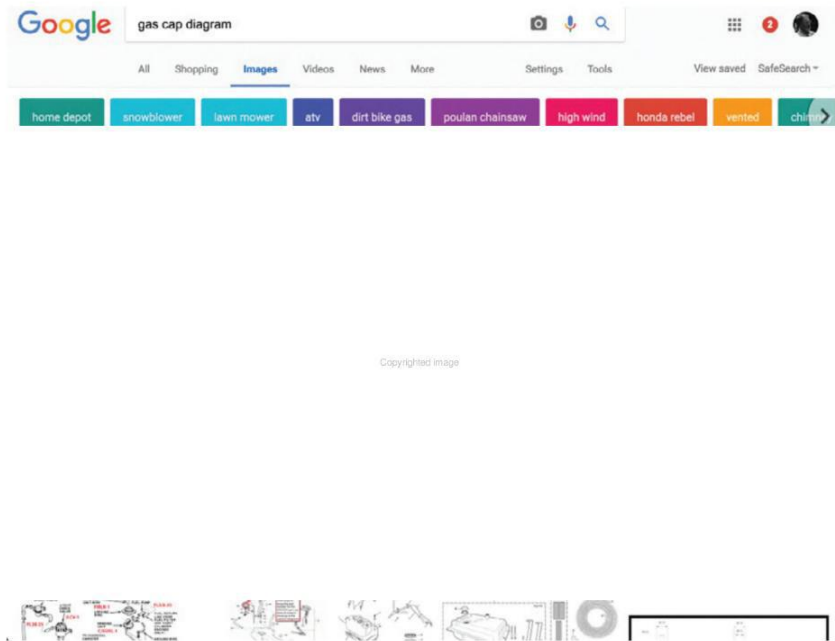 Google gas cap diagram 2
All Shopping Images Videos News More Settings Tools View saved SafeSearch
home depot snowblower lawn mower atv dirt bike gas poulan chainsaw high wind honda rebel vented
Copyrighted image